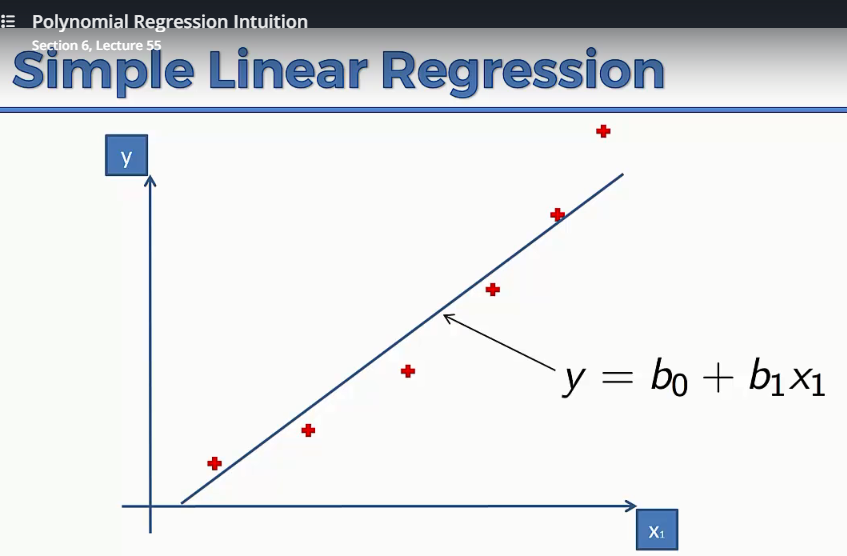 Polynomial Regression Intuition
Section 6, Lecture 55
Simple Linear Regression
y
y = b₀ + b₁x₁
x₁